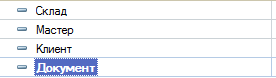 Склад
Мастер
Клиент
Документ